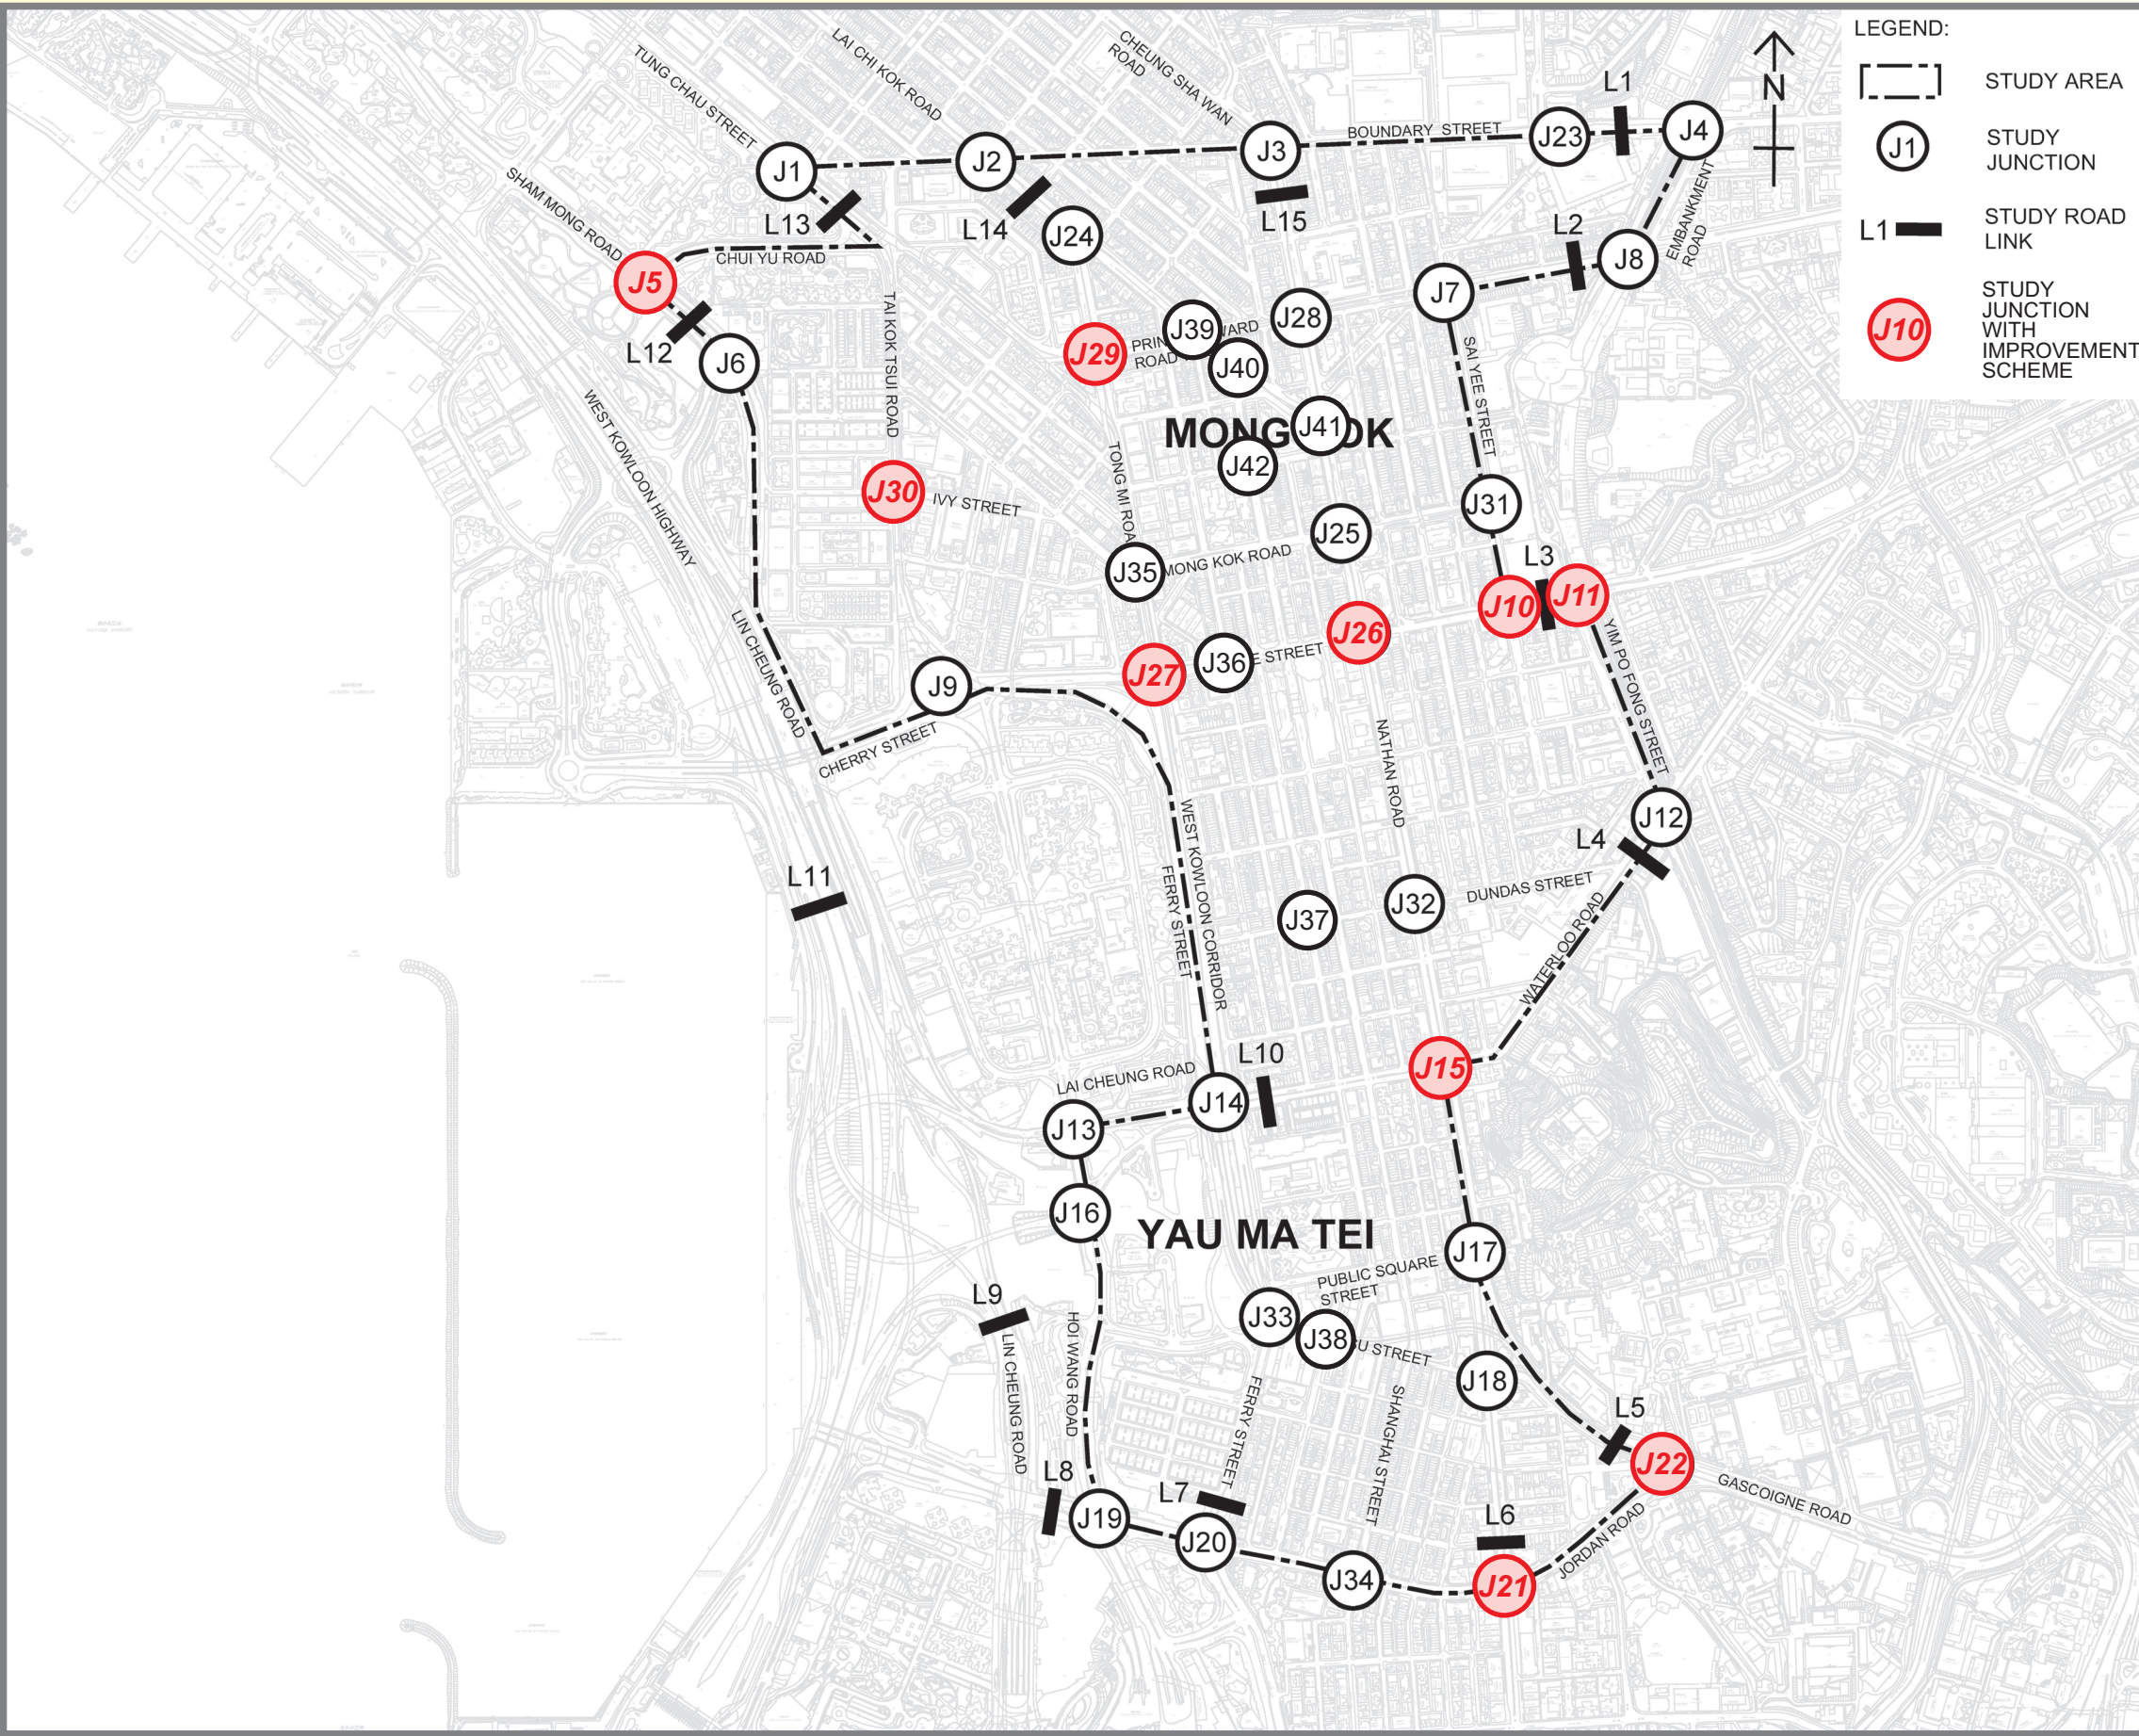 LEGEND:
STUDY AREA
J1
STUDY
JUNCTION
L1
STUDY ROAD
LINK
J10
STUDY
JUNCTION
WITH
IMPROVEMENT
SCHEME
N
TUNG CHAU STREET
LAI CHI KOK ROAD
CHEUNG SHA WAN
ROAD
BOUNDARY STREET
L1
J1
J2
J3
J23
J4
SHAM MONG ROAD
L13
L14
J24
L15
L2
EMBANKMENT
ROAD
CHUI YU ROAD
J5
J7
J8
L12
J6
TAI KOK TSUI ROAD
J29
J39
J28
J40
SAI YEE STREET
WEST KOWLOON HIGHWAY
MONG
OK
J41
J42
TONG MI ROA
J30
IVY STREET
J31
J25
J35
MONG KOK ROAD
L3
J10
J11
LIN CHEUNG ROAD
J9
CHERRY STREET
J27
J36
E STREET
J26
YIM PO FONG STREET
NATHAN ROAD
J12
L4
L11
WEST KOWLOON CORRIDOR
FERRY STREET
J37
J32
DUNDAS STREET
WATERLOO ROAD
L10
LAI CHEUNG ROAD
J15
J14
J13
J16
YAU MA TEI
J17
PUBLIC SQUARE
STREET
L9
J33
J38
SU STREET
J18
LIN CHEUNG ROAD
HOI WANG ROAD
FERRY STREET
SHANGHAI STREET
L5
J22
GASCOIGNE ROAD
L8
L7
J19
J20
L6
J34
J21
JORDAN ROAD